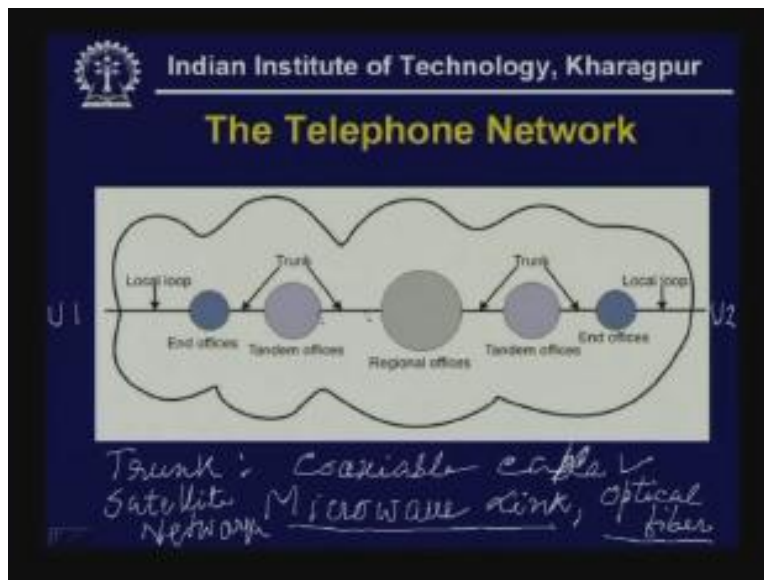 Indian Institute of Technology, Kharagpur
The Telephone Network
Trunk Trunk
Local loop Local loop
U1 U2
End offices Tandem offices Regional offices Tandem offices End offices
Trunk : Coaxiable cable ✓
Satellite Microwave Link, Optical
Network fiber